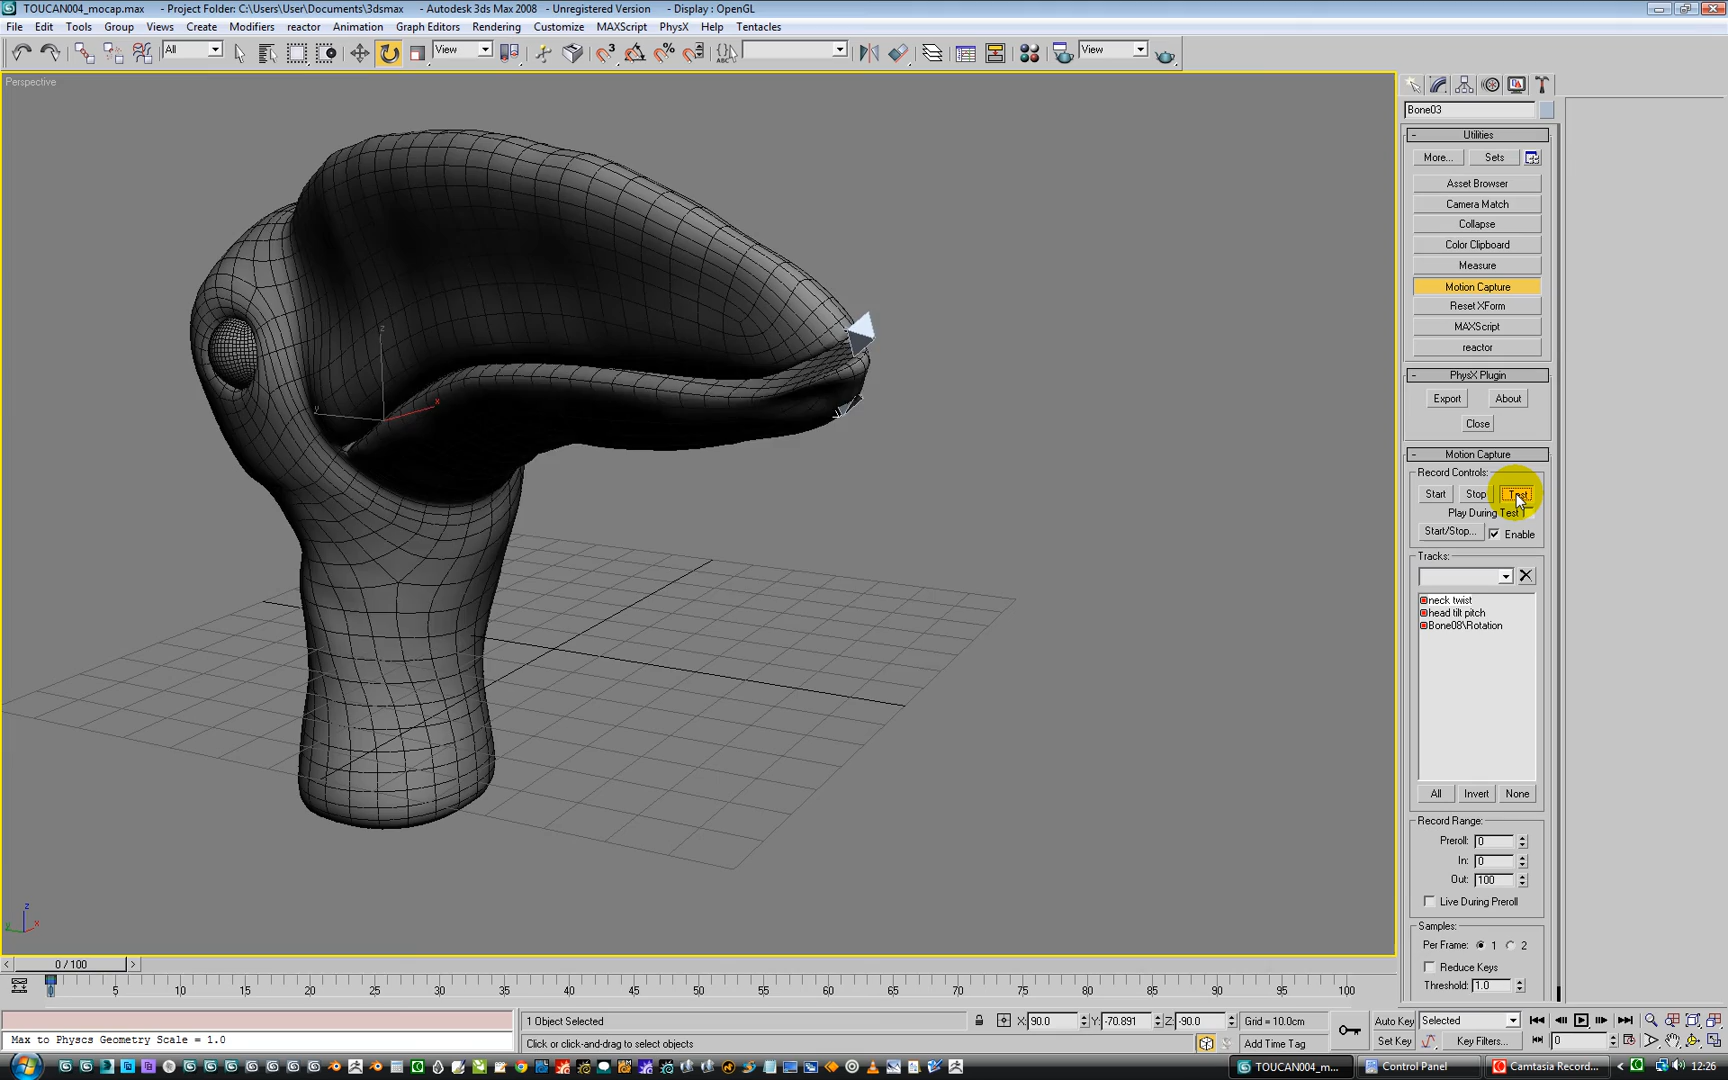 TOUCAN004_mocap.max - Project Folder: C:\Users\User\Documents\3dsmax - Autodesk 3ds Max 2008 - Unregistered Version - Display : OpenGL
File Edit Tools Group Views Create Modifiers reactor Animation Graph Editors Rendering Customize MAXScript PhysX Help Tentacles
All View View
Perspective
Bone03
Utilities
More... Sets
Asset Browser
Camera Match
Collapse
Color Clipboard
Measure
Motion Capture
Reset XForm
MAXScript
reactor
PhysX Plugin
Export About
Close
Motion Capture
Record Controls:
Start Stop Test
Play During Test
Start/Stop... Enable
Tracks:
neck twist
head tilt pitch
Bone08\Rotation
All Invert None
Record Range:
Preroll: 0
In: 0
Out: 100
Live During Preroll
Samples:
Per Frame: 1 2
Reduce Keys
Threshold: 1.0
z
y x
z
y x
0 / 100
0 5 10 15 20 25 30 35 40 45 50 55 60 65 70 75 80 85 90 95 100
1 Object Selected X: 90.0 Y: -70.891 Z: -90.0 Grid = 10.0cm Auto Key Selected
Max to Physcs Geometry Scale = 1.0 Click or click-and-drag to select objects Add Time Tag Set Key Key Filters... 0
TOUCAN004_m... Control Panel Camtasia Record... 12:26